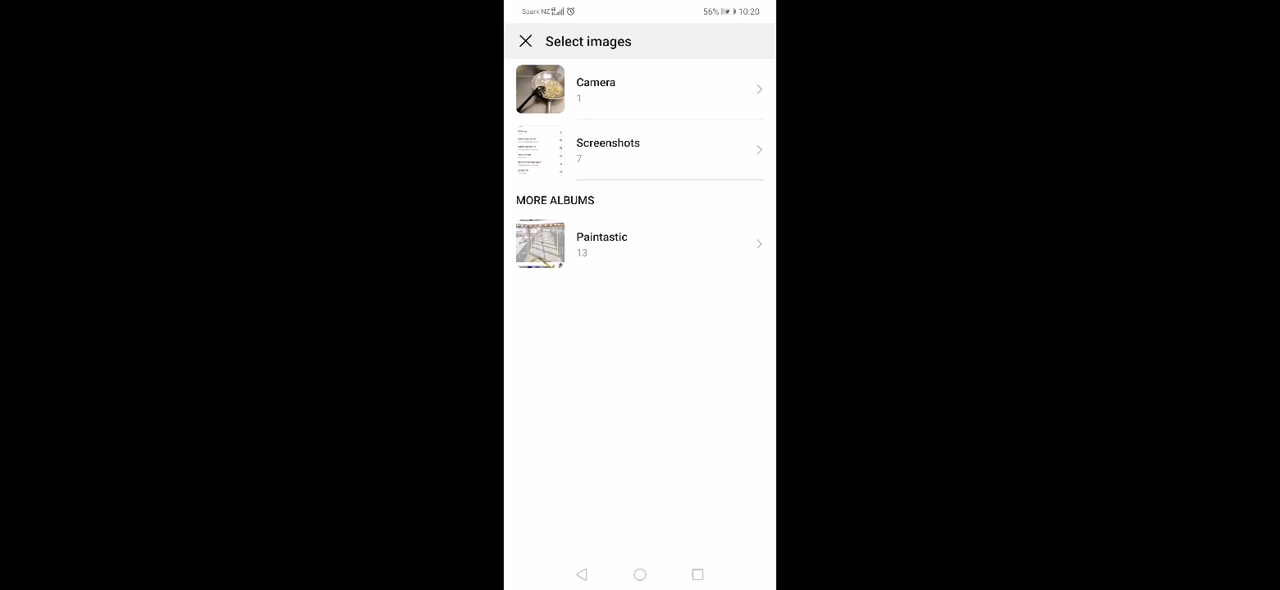 Spark NZ 56% 10:20
Select images
Camera
1
Screenshots
7
MORE ALBUMS
Paintastic
13